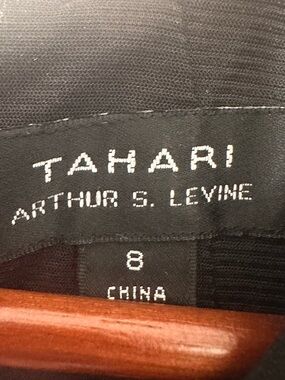 TAHARI
ARTHUR S. LEVINE
8
CHINA